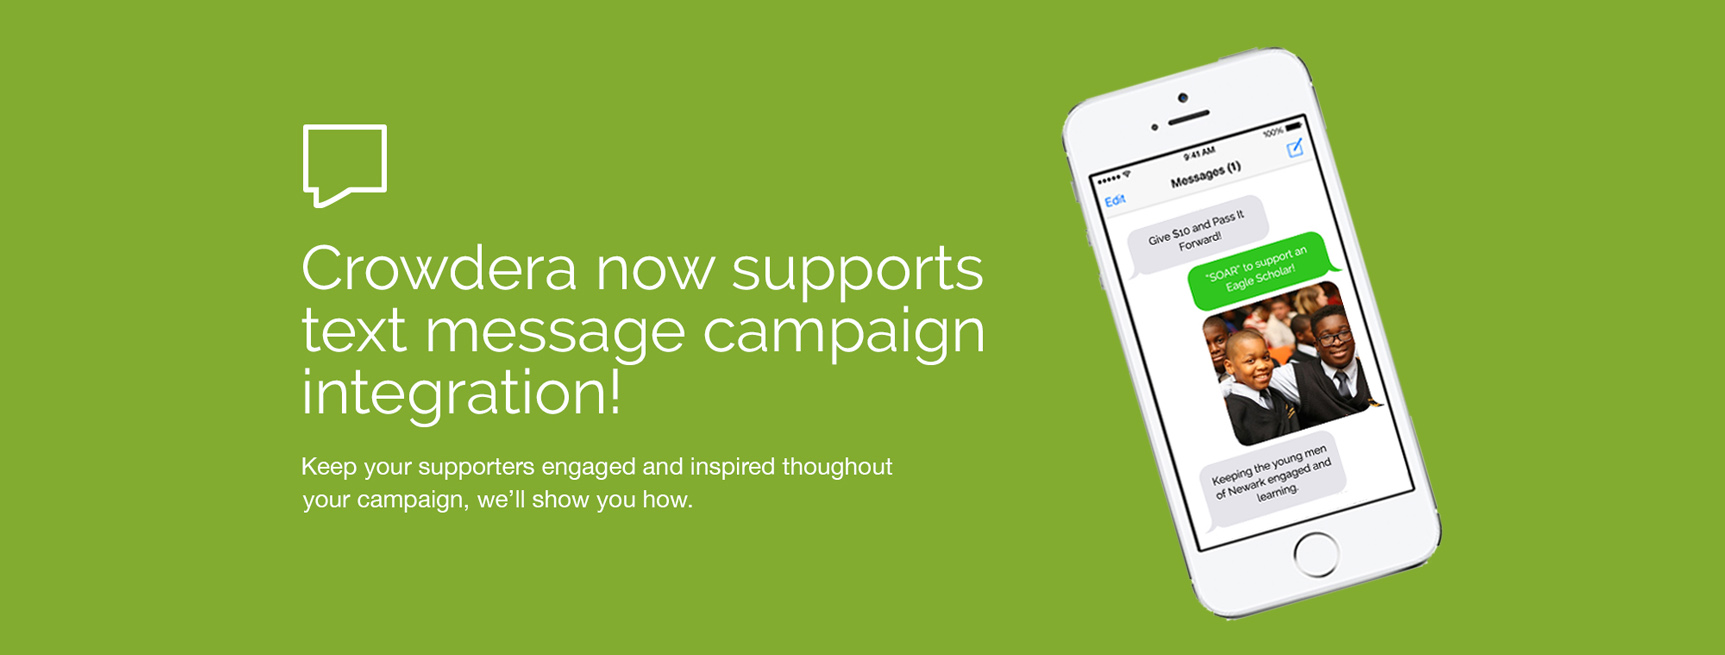 Crowdera now supports
text message campaign
integration!
Keep your supporters engaged and inspired thoughout
your campaign, we'll show you how.
9:41 AM
100%
Edit
Messages (1)
Give $10 and Pass It
Forward!
"SOAR" to support an
Eagle Scholar!
Keeping the young men
of Newark engaged and
learning.